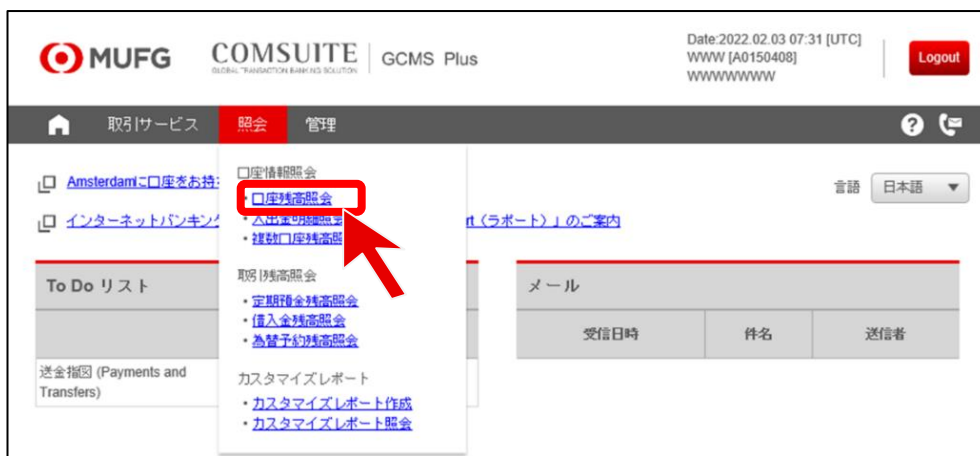 MUFG
COMSUITE
GLOBAL TRANSACTION BANKING SOLUTION
GCMS Plus
Date:2022.02.03 07:31 [UTC]
WWW [A0150408]
WWWWWWWW
Logout
取引サービス 照会 管理
口座情報照会
・口座残高照会
・入出金明細照会
・複数口座残高照
取引残高照会
・定期預金残高照会
・借入金残高照会
・為替予約残高照会
カスタマイズレポート
・カスタマイズレポート作成
・カスタマイズレポート照会
Amsterdamに口座をお持
インターネットバンキング
(ラポート)」のご案内
言語 日本語
To Do リスト
送金指図 (Payments and
Transfers)
メール
受信日時 件名 送信者